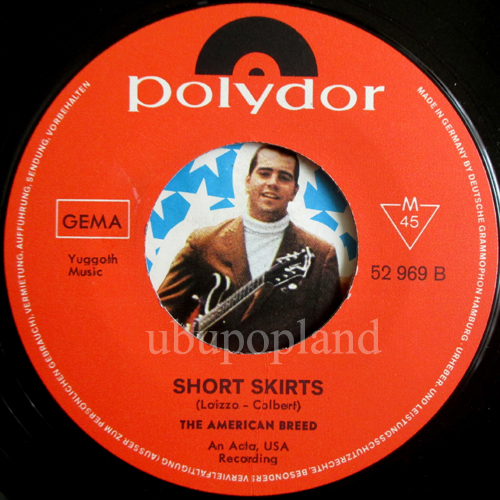 polydor
GEMA
Yuggoth
Music
M
45
52 969 B
ubupopland
SHORT SKIRTS
(Loizzo - Colbert)
THE AMERICAN BREED
An Acta, USA
Recording
MADE IN GERMANY BY DEUTSCHE GRAMMOPHON HAMBURG · URHEBER- UND LEISTUNGSSCHUTZRECHTE, BESONDERS VERVIELFÄLTIGUNG (AUSSER ZUM PERSÖNLICHEN GEBRAUCH), VERMIETUNG, AUFFÜHRUNG, SENDUNG, VORBEHALTEN